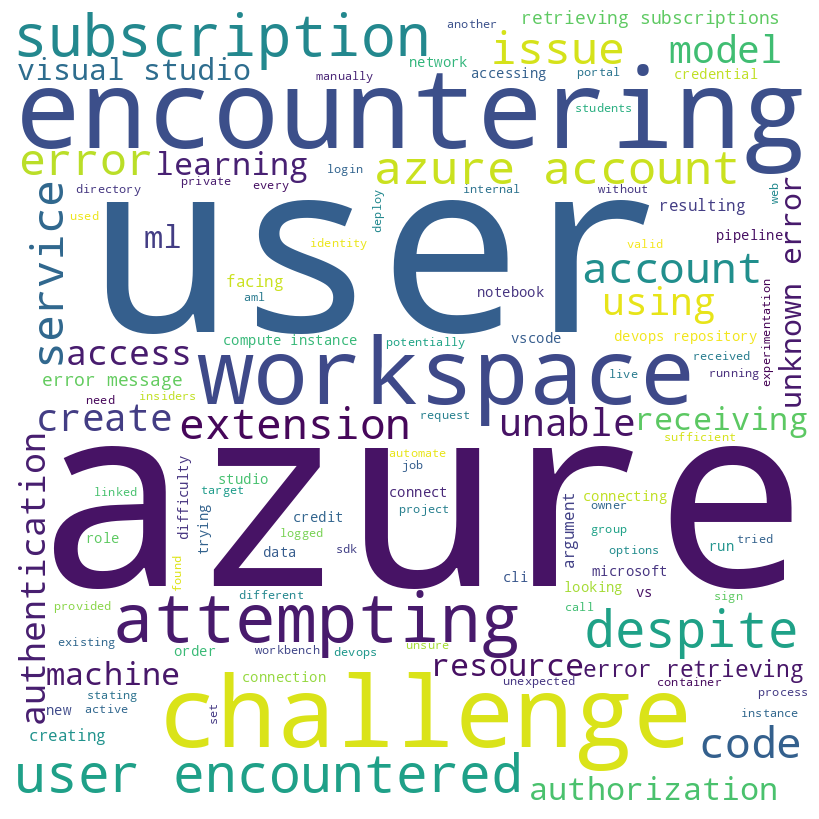 another
retrieving subscriptions
subscription
issue
model
network
visual studio
manually
accessing
portal
credential
encountering
students
error
learning
azure account
login
private
every
directory
internal
without
service
used
user
deploy
resulting
web
unknown error
ml
identity
valid
pipeline
facing
aml
notebook
account
using
experimentation
compute instance
potentially
vscode
devops repository
access
workspace
received
error message
live
running
need
insiders
create
extension
request
unable
receiving
sufficient
authentication
azure
automate
job
difficulty
studio
linked
target
connect
connecting
trying
credit
project
owner
argument
role
logged
group
data
sdk
options
run
tried
found
cli
microsoft
looking
vs
different
sign
provided
attempting
call
despite
existing
order
workbench
devops
unsure
machine
resource
error retrieving
connection
unexpected
container
process
stating
new
active
set
challenge
instance
creating
code
user encountered
authorization